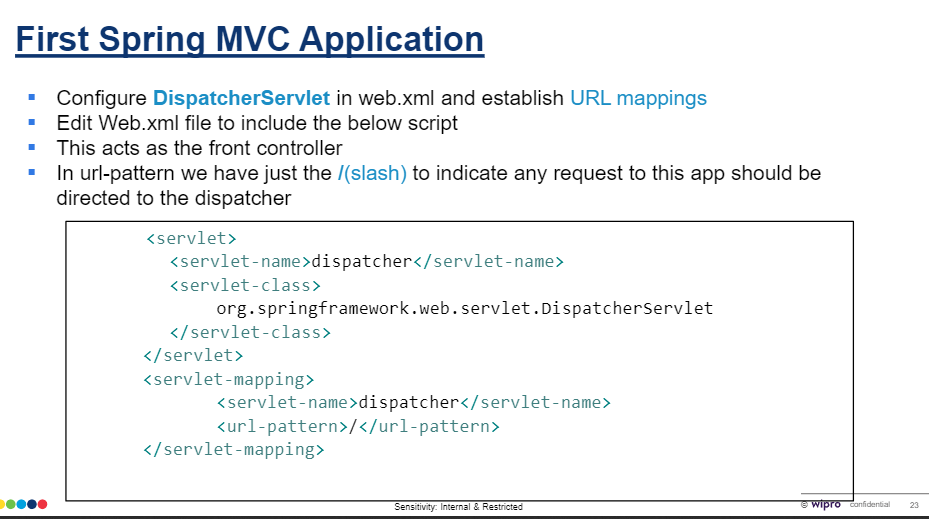 First Spring MVC Application
▪ Configure DispatcherServlet in web.xml and establish URL mappings
▪ Edit Web.xml file to include the below script
▪ This acts as the front controller
▪ In url-pattern we have just the /(slash) to indicate any request to this app should be
directed to the dispatcher
<servlet>
<servlet-name>dispatcher</servlet-name>
<servlet-class>
org.springframework.web.servlet.DispatcherServlet
</servlet-class>
</servlet>
<servlet-mapping>
<servlet-name>dispatcher</servlet-name>
<url-pattern>/</url-pattern>
</servlet-mapping>
Sensitivity: Internal & Restricted
© wipro confidential 23